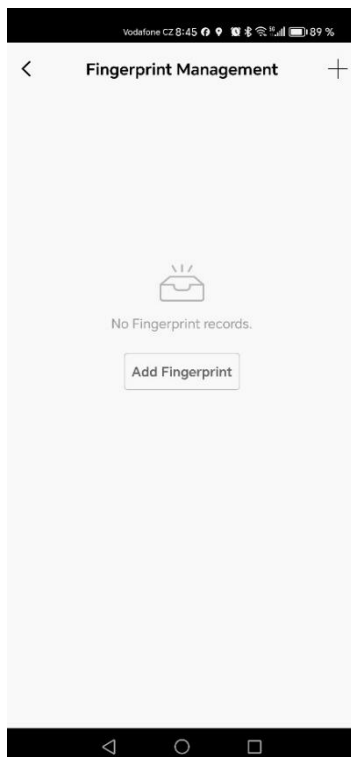 Vodafone CZ 8:45 89 %
Fingerprint Management
No Fingerprint records.
Add Fingerprint